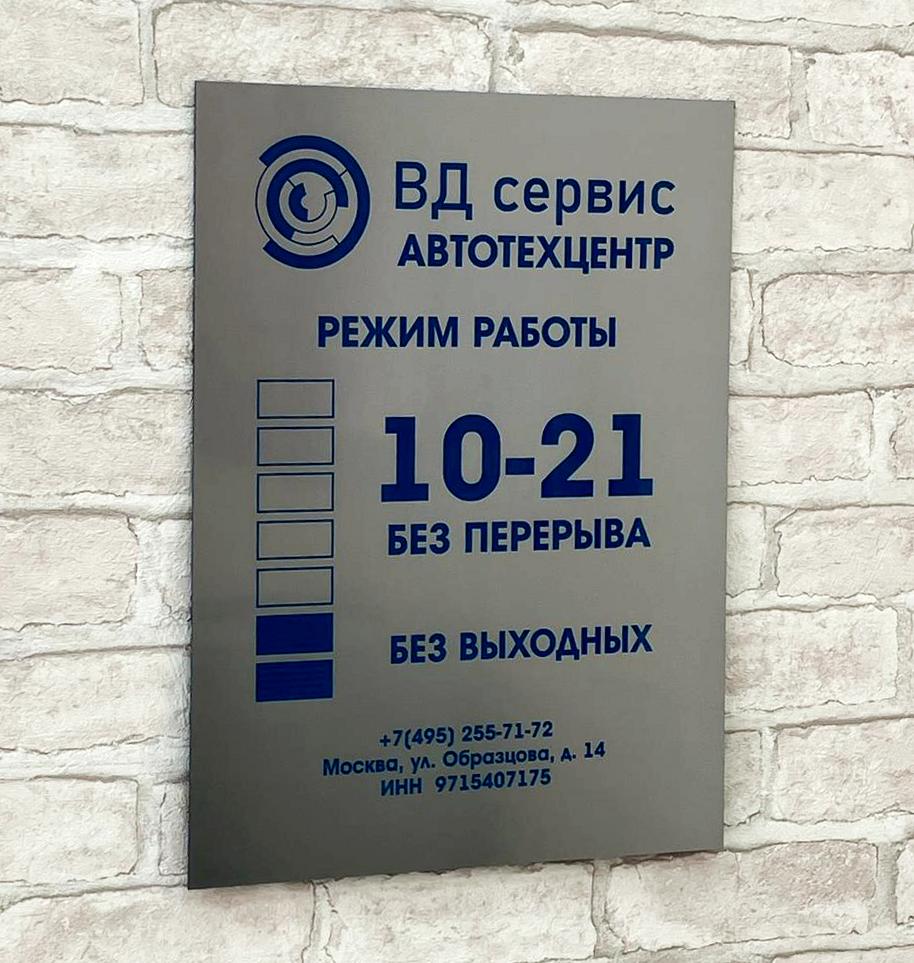 ВД сервис
АВТОТЕХЦЕНТР
РЕЖИМ РАБОТЫ
10-21
БЕЗ ПЕРЕРЫВА
БЕЗ ВЫХОДНЫХ
+7(495) 255-71-72
Москва, ул. Образцова, д. 14
ИНН 9715407175